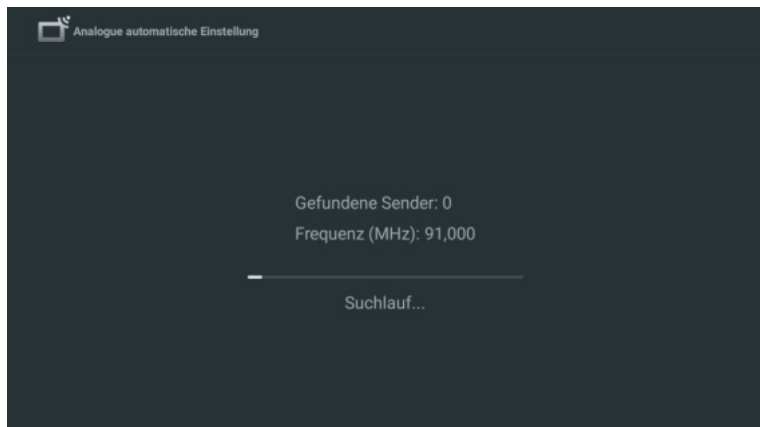 Analogue automatische Einstellung
Gefundene Sender: 0
Frequenz (MHz): 91,000
Suchlauf...